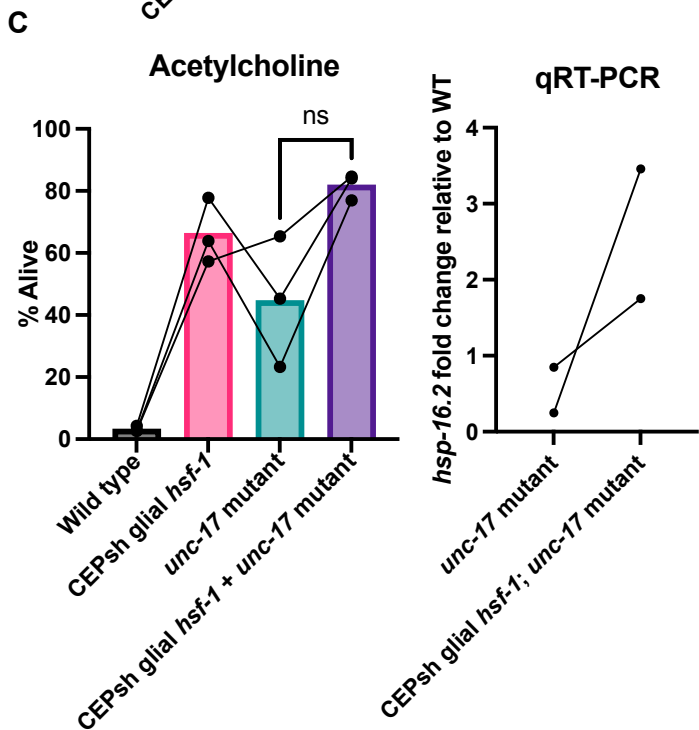 CE
C
Acetylcholine
ns
100
80
60
40
20
0
% Alive
Wild type
CEPsh glial hsf-1
unc-17 mutant
CEPsh glial hsf-1 + unc-17 mutant
qRT-PCR
hsp-16.2 fold change relative to WT
4
3
2
1
0
unc-17 mutant
CEPsh glial hsf-1; unc-17 mutant